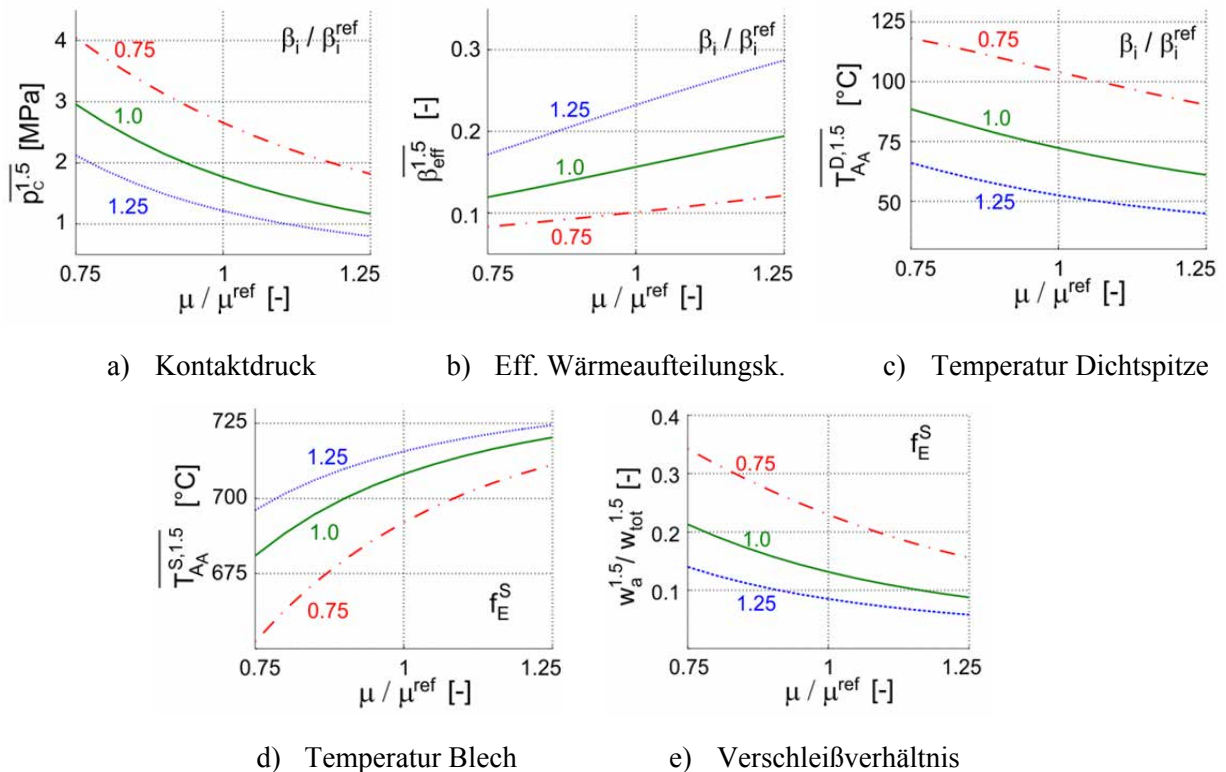 4
3
2
1
p_c^1.5 [MPa]
β_i / β_i^ref
0.75
1.0
1.25
0.75 1 1.25
μ / μ^ref [-]
a) Kontaktdruck
0.3
0.2
0.1
β_eff^1.5 [-]
β_i / β_i^ref
1.25
1.0
0.75
0.75 1 1.25
μ / μ^ref [-]
b) Eff. Wärmeaufteilungsk.
125
100
75
50
T_A_A^D,1.5 [°C]
β_i / β_i^ref
0.75
1.0
1.25
0.75 1 1.25
μ / μ^ref [-]
c) Temperatur Dichtspitze
725
700
675
T_A_A^S,1.5 [°C]
1.25
1.0
0.75
f_E^S
0.75 1 1.25
μ / μ^ref [-]
d) Temperatur Blech
0.4
0.3
0.2
0.1
w_a^1.5 / w_tot^1.5 [-]
f_E^S
0.75
1.0
1.25
0.75 1 1.25
μ / μ^ref [-]
e) Verschleißverhältnis